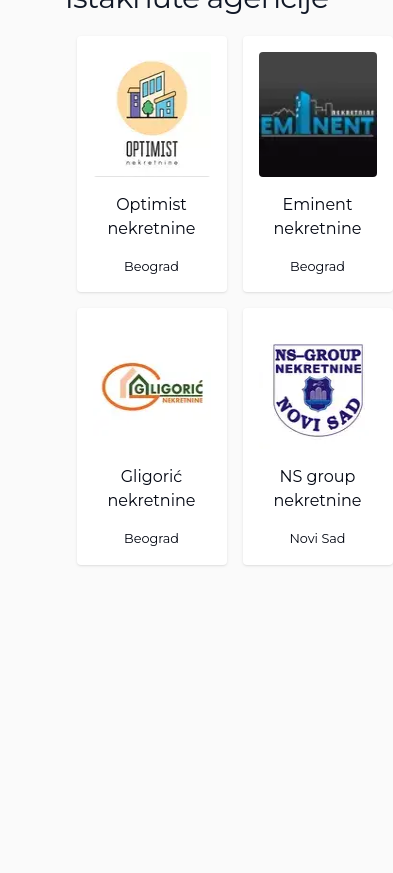 Istaknute agencije
OPTIMIST
nekretnine
Optimist
nekretnine
Beograd
NEKRETNINE
EMINENT
Eminent
nekretnine
Beograd
GLIGORIĆ
NEKRETNINE
Gligorić
nekretnine
Beograd
NS-GROUP
NEKRETNINE
NOVI SAD
NS group
nekretnine
Novi Sad